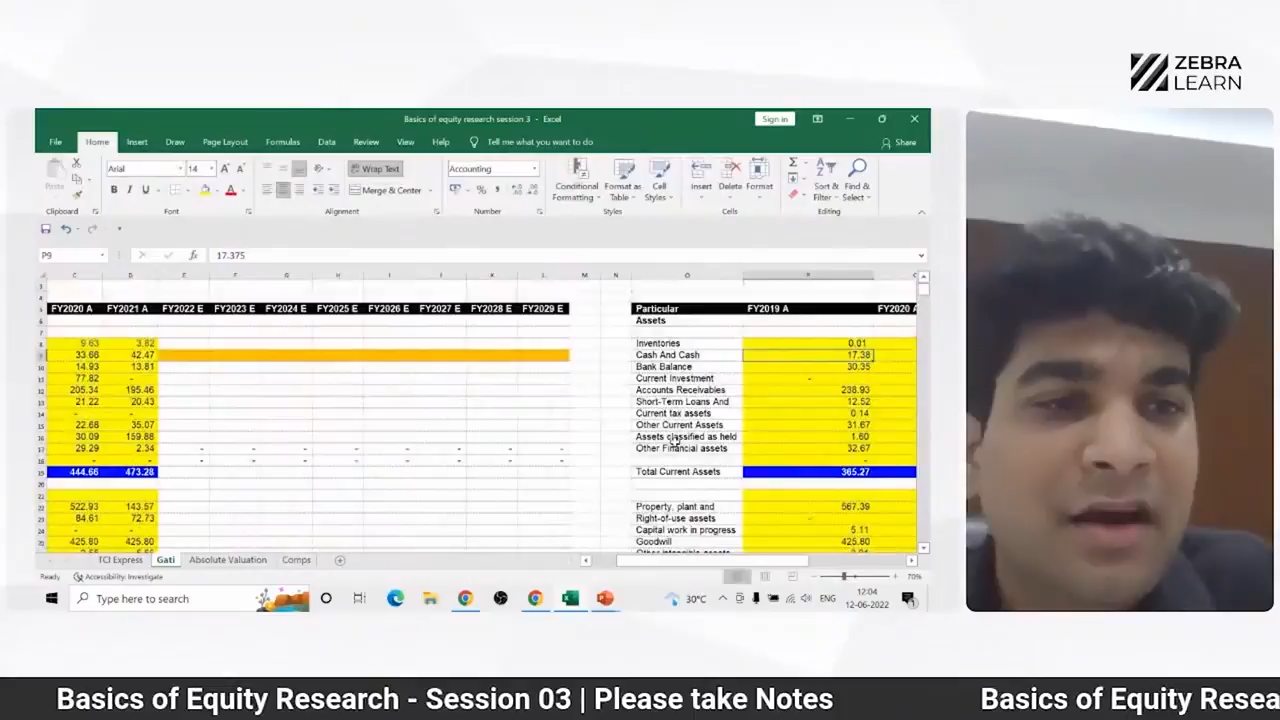 ZEBRA
LEARN
Basics of equity research session 3 - Excel
Sign in
File Home Insert Draw Page Layout Formulas Data Review View Help Tell me what you want to do Share
Paste
Arial 14
B I U
Wrap Text
Merge & Center
Accounting
Conditional Formatting
Format as Table
Cell Styles
Insert Delete Format
Sort & Filter
Find & Select
Clipboard Font Alignment Number Styles Cells Editing
P9 fx 17.375
FY2020 A FY2021 A FY2022 E FY2023 E FY2024 E FY2025 E FY2026 E FY2027 E FY2028 E FY2029 E Particular FY2019 A FY2020 A
Assets
9.63 3.82 Inventories 0.01
33.66 42.47 Cash And Cash 17.38
14.93 13.81 Bank Balance 30.35
77.82 - Current Investment -
205.34 195.46 Accounts Receivables 238.93
21.22 20.43 Short-Term Loans And 12.52
- - Current tax assets 0.14
22.68 35.07 Other Current Assets 31.67
30.09 159.88 Assets classified as held 1.60
29.29 2.34 - - - - - - - - Other Financial assets 32.67
444.66 473.28 Total Current Assets 365.27
522.93 143.57 Property, plant and 567.39
84.61 72.73 Right-of-use assets -
- - Capital work in progress 5.11
425.80 425.80 Goodwill 425.80
TCI Express Gati Absolute Valuation Comps
Ready Accessibility: Investigate 70%
Type here to search 30°C ENG 12:04
12-06-2022
Basics of Equity Research - Session 03 | Please take Notes Basics of Equity Resea